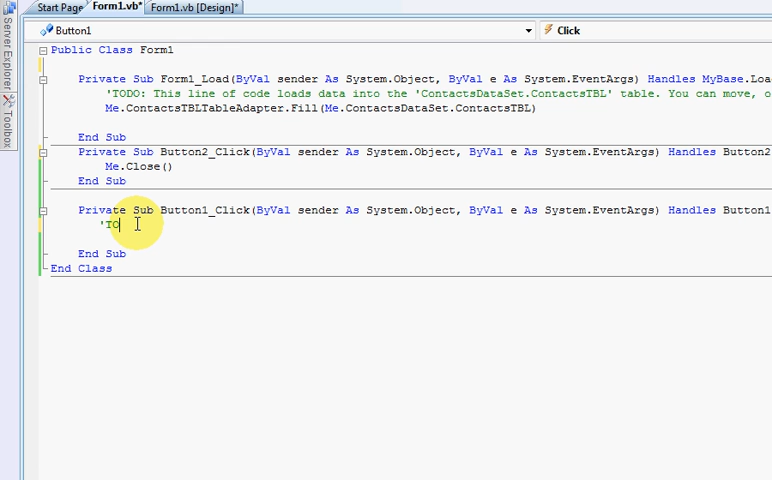 Start Page
Form1.vb*
Form1.vb [Design]*
Server Explorer
Toolbox
Button1
Click
Public Class Form1
Private Sub Form1_Load(ByVal sender As System.Object, ByVal e As System.EventArgs) Handles MyBase.Loa
'TODO: This line of code loads data into the 'ContactsDataSet.ContactsTBL' table. You can move, o
Me.ContactsTBLTableAdapter.Fill(Me.ContactsDataSet.ContactsTBL)
End Sub
Private Sub Button2_Click(ByVal sender As System.Object, ByVal e As System.EventArgs) Handles Button2
Me.Close()
End Sub
Private Sub Button1_Click(ByVal sender As System.Object, ByVal e As System.EventArgs) Handles Button1
'TO
End Sub
End Class